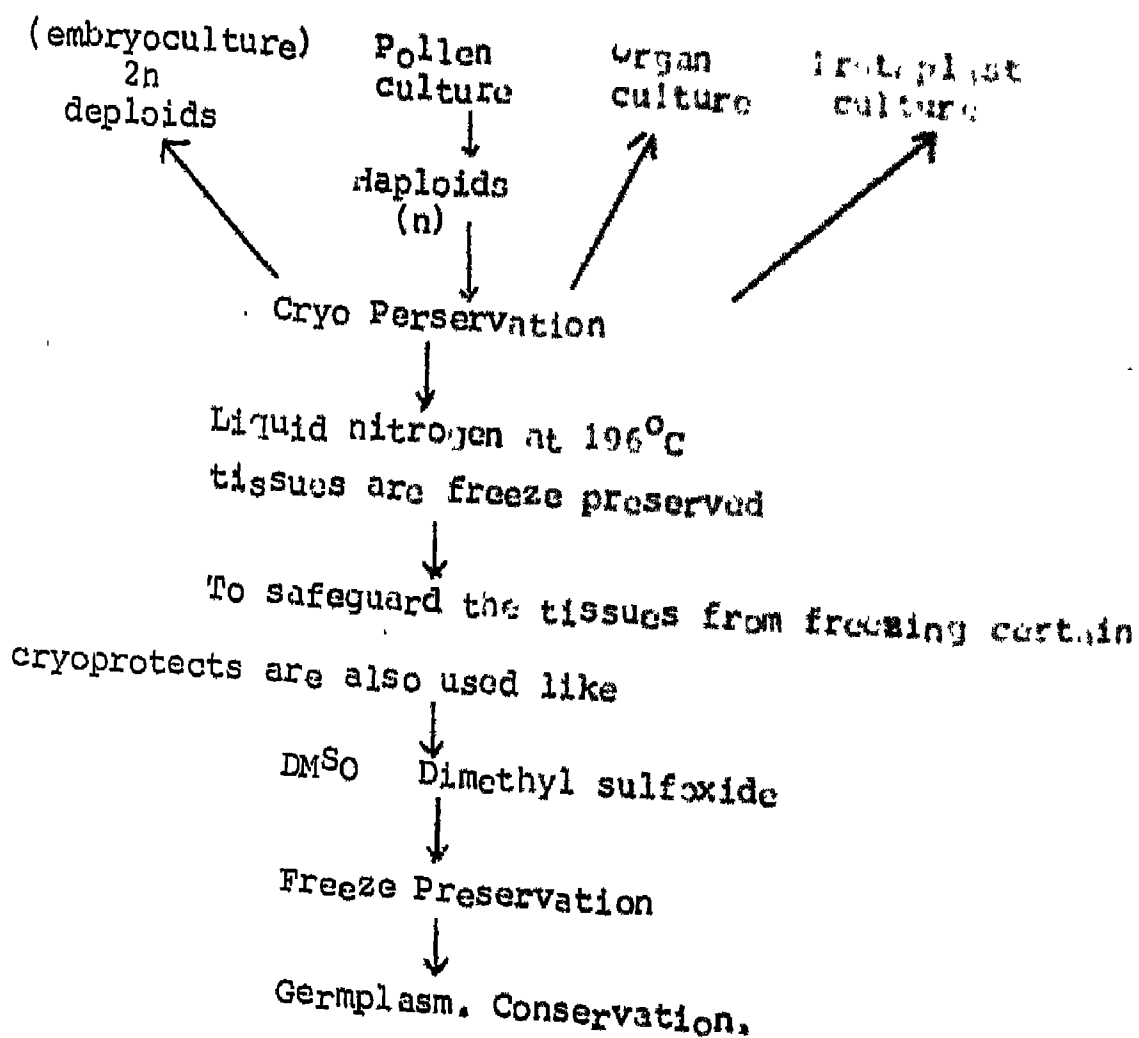 (embryoculture)
2n
deploids
Pollen
culture
Organ
culture
Protoplast
culture
Haploids
(n)
Cryo Perservation
Liquid nitrogen at 196°C
tissues are freeze preserved
To safeguard the tissues from freezing certain
cryoprotects are also used like
DMSO Dimethyl sulfoxide
Freeze Preservation
Germplasm. Conservation.